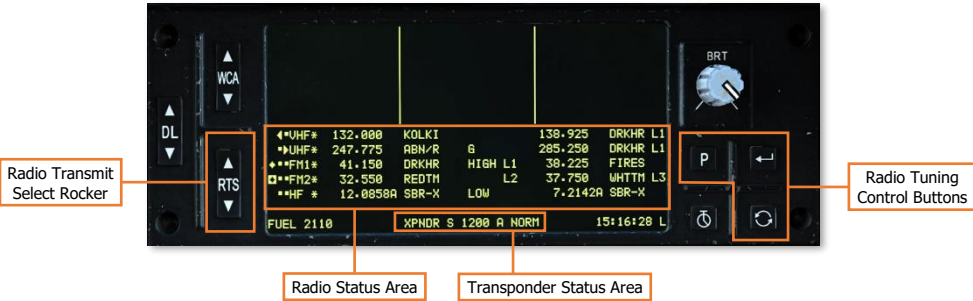 BRT
▲
WCA
▼
▲
DL
▼
◄▪VHF* 132.000 KOLKI 138.925 DRKHR L1
▪►UHF* 247.775 ABN/R G 285.250 DRKHR L1
◆▪▪FM1* 41.150 DRKHR HIGH L1 38.225 FIRES
▪▪FM2* 32.550 REDTM L2 37.750 WHTTM L3
▪▪HF * 12.0858A SBR-X LOW 7.2142A SBR-X
P
Radio Transmit
Select Rocker
▲
RTS
▼
Radio Tuning
Control Buttons
FUEL 2110 XPNDR S 1200 A NORM 15:16:28 L
Radio Status Area
Transponder Status Area